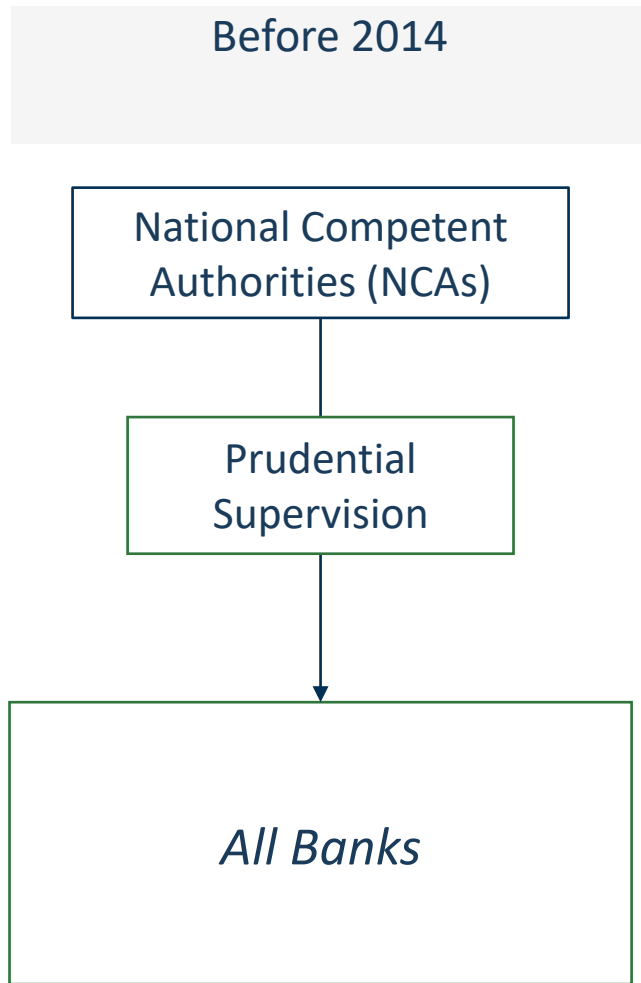 Before 2014
National Competent
Authorities (NCAs)
Prudential
Supervision
All Banks